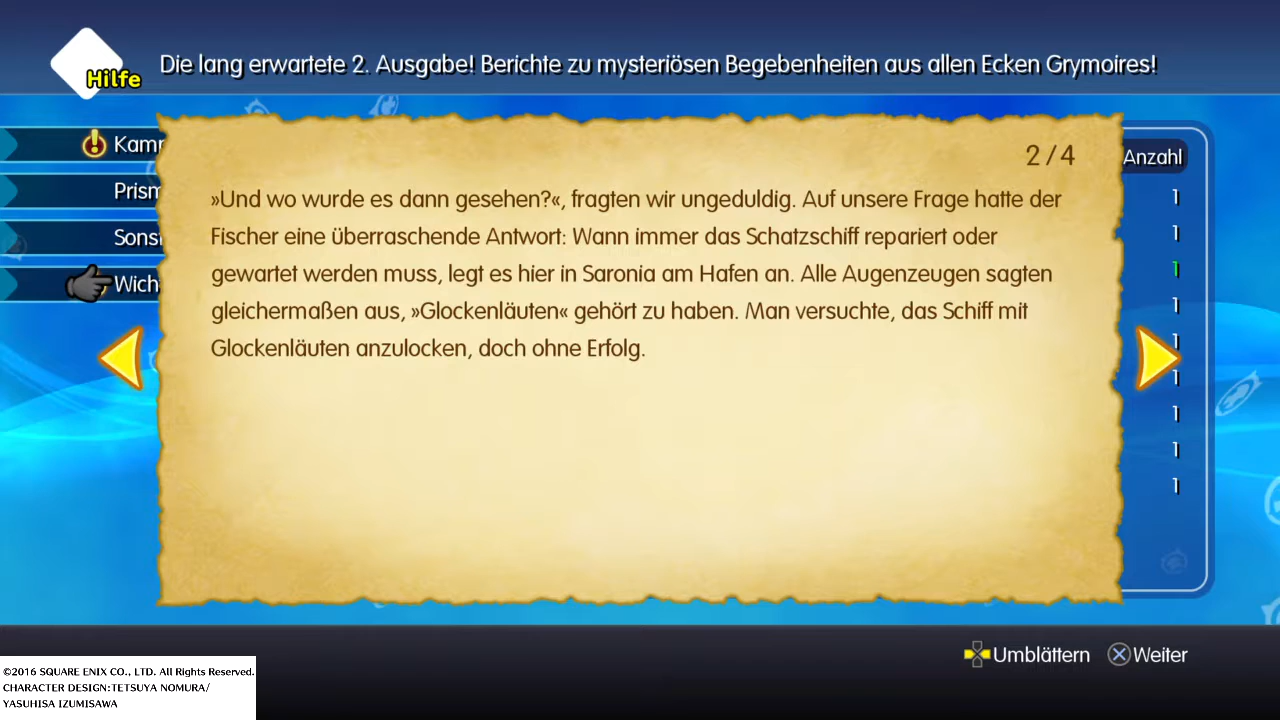 Hilfe
Die lang erwartete 2. Ausgabe! Berichte zu mysteriösen Begebenheiten aus allen Ecken Grymoires!
Kamp
Prism
Sonst
Wich
Anzahl
1
1
1
1
1
1
1
1
1
2/4
»Und wo wurde es dann gesehen?«, fragten wir ungeduldig. Auf unsere Frage hatte der
Fischer eine überraschende Antwort: Wann immer das Schatzschiff repariert oder
gewartet werden muss, legt es hier in Saronia am Hafen an. Alle Augenzeugen sagten
gleichermaßen aus, »Glockenläuten« gehört zu haben. Man versuchte, das Schiff mit
Glockenläuten anzulocken, doch ohne Erfolg.
Umblättern Weiter
©2016 SQUARE ENIX CO., LTD. All Rights Reserved.
CHARACTER DESIGN:TETSUYA NOMURA/
YASUHISA IZUMISAWA